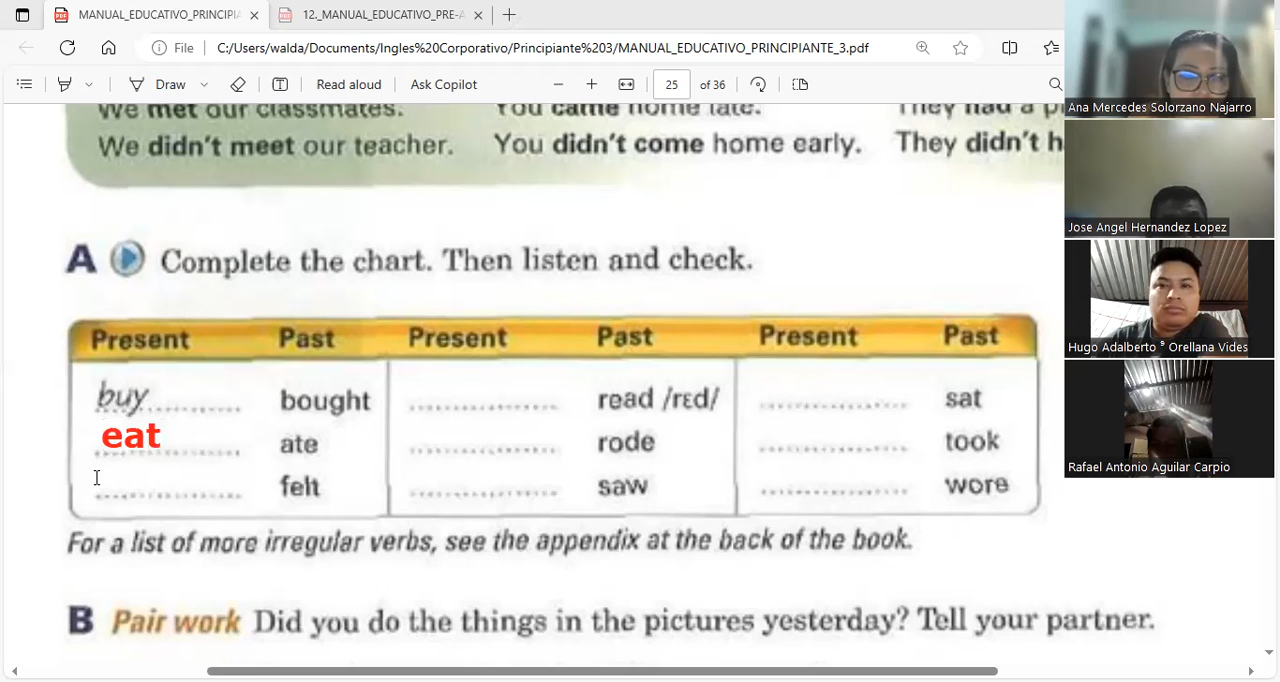 MANUAL_EDUCATIVO_PRINCIPIA
12._MANUAL_EDUCATIVO_PRE-A
File C:/Users/walda/Documents/Ingles%20Corporativo/Principiante%203/MANUAL_EDUCATIVO_PRINCIPIANTE_3.pdf
Draw Read aloud Ask Copilot 25 of 36
We met our classmates. You came home late. They had a p
We didn't meet our teacher. You didn't come home early. They didn't h
A Complete the chart. Then listen and check.
Present Past Present Past Present Past
buy bought read /rɛd/ sat
eat ate rode took
felt saw wore
For a list of more irregular verbs, see the appendix at the back of the book.
B Pair work Did you do the things in the pictures yesterday? Tell your partner.
Ana Mercedes Solorzano Najarro
Jose Angel Hernandez Lopez
Hugo Adalberto ° Orellana Vides
Rafael Antonio Aguilar Carpio